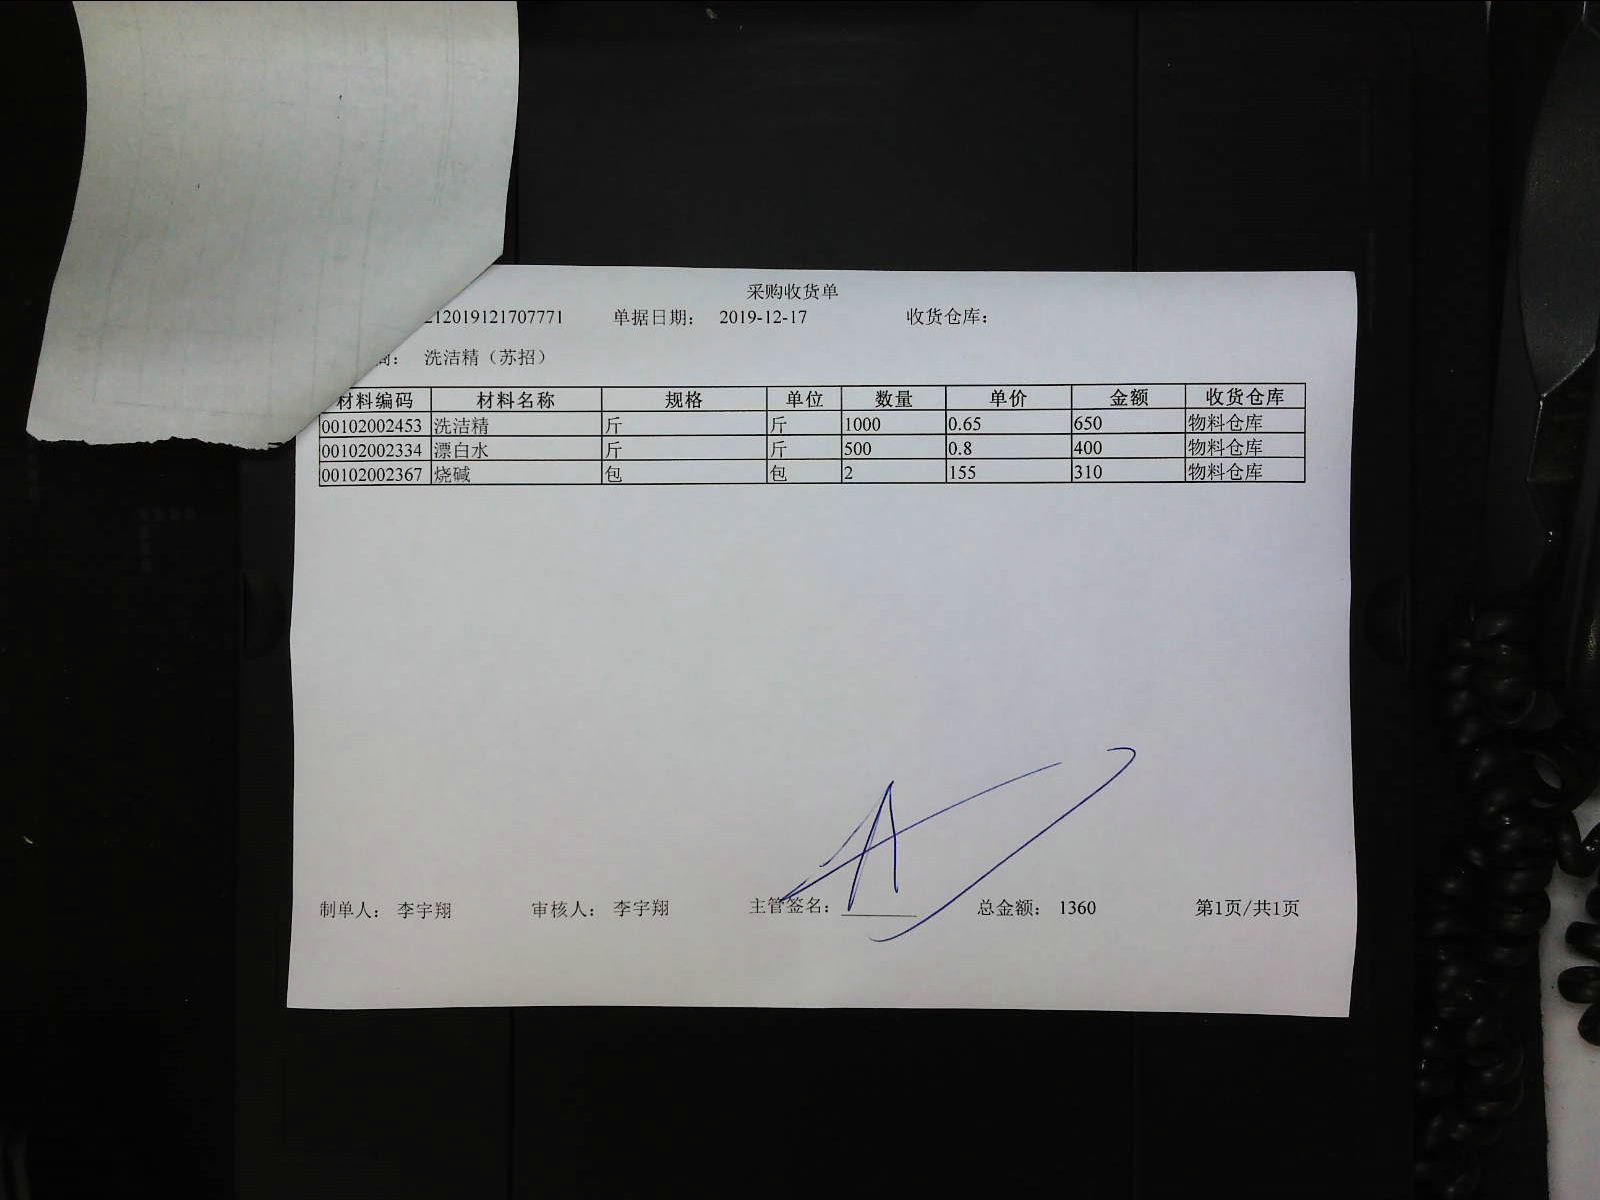 采购收货单
12019121707771 单据日期: 2019-12-17 收货仓库:
商: 洗洁精（苏招）
材料编码 材料名称 规格 单位 数量 单价 金额 收货仓库
00102002453 洗洁精 斤 斤 1000 0.65 650 物料仓库
00102002334 漂白水 斤 斤 500 0.8 400 物料仓库
00102002367 烧碱 包 包 2 155 310 物料仓库
制单人: 李宇翔 审核人: 李宇翔 主管签名: 总金额: 1360 第1页/共1页